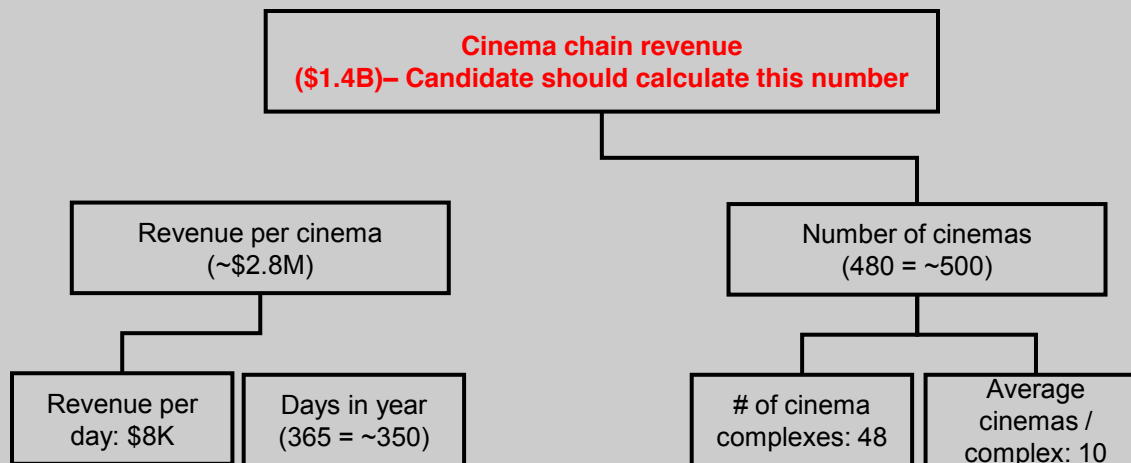 Cinema chain revenue
($1.4B)– Candidate should calculate this number
Revenue per cinema
(~$2.8M)
Number of cinemas
(480 = ~500)
Revenue per
day: $8K
Days in year
(365 = ~350)
# of cinema
complexes: 48
Average
cinemas /
complex: 10